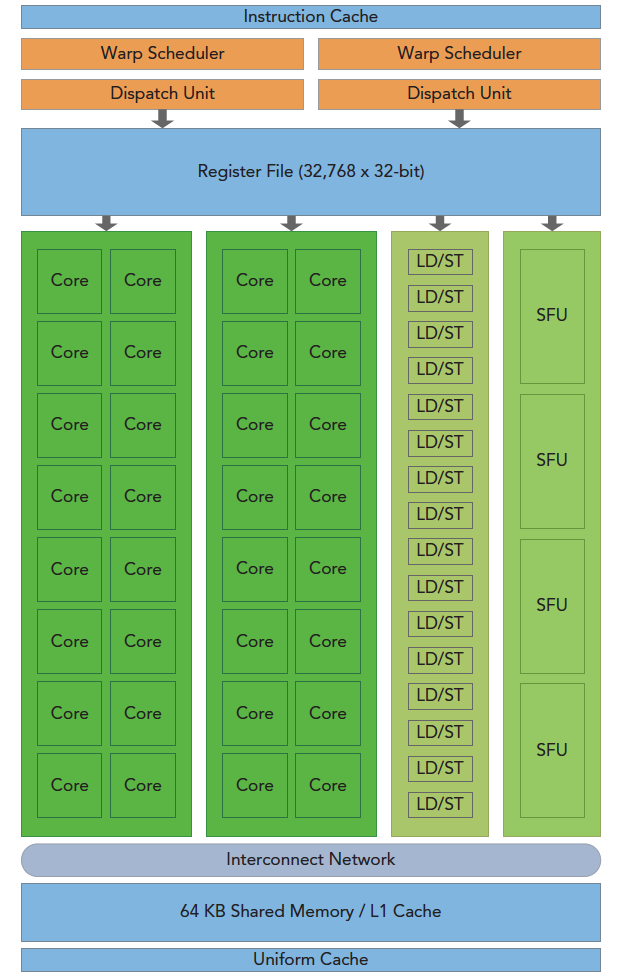 Instruction Cache
Warp Scheduler Warp Scheduler
Dispatch Unit Dispatch Unit
Register File (32,768 x 32-bit)
Core Core Core Core LD/ST
LD/ST
SFU
Core Core Core Core LD/ST
LD/ST
Core Core Core Core LD/ST
LD/ST
SFU
Core Core Core Core LD/ST
LD/ST
Core Core Core Core LD/ST
LD/ST
SFU
Core Core Core Core LD/ST
LD/ST
Core Core Core Core LD/ST
LD/ST
SFU
Core Core Core Core LD/ST
LD/ST
Interconnect Network
64 KB Shared Memory / L1 Cache
Uniform Cache